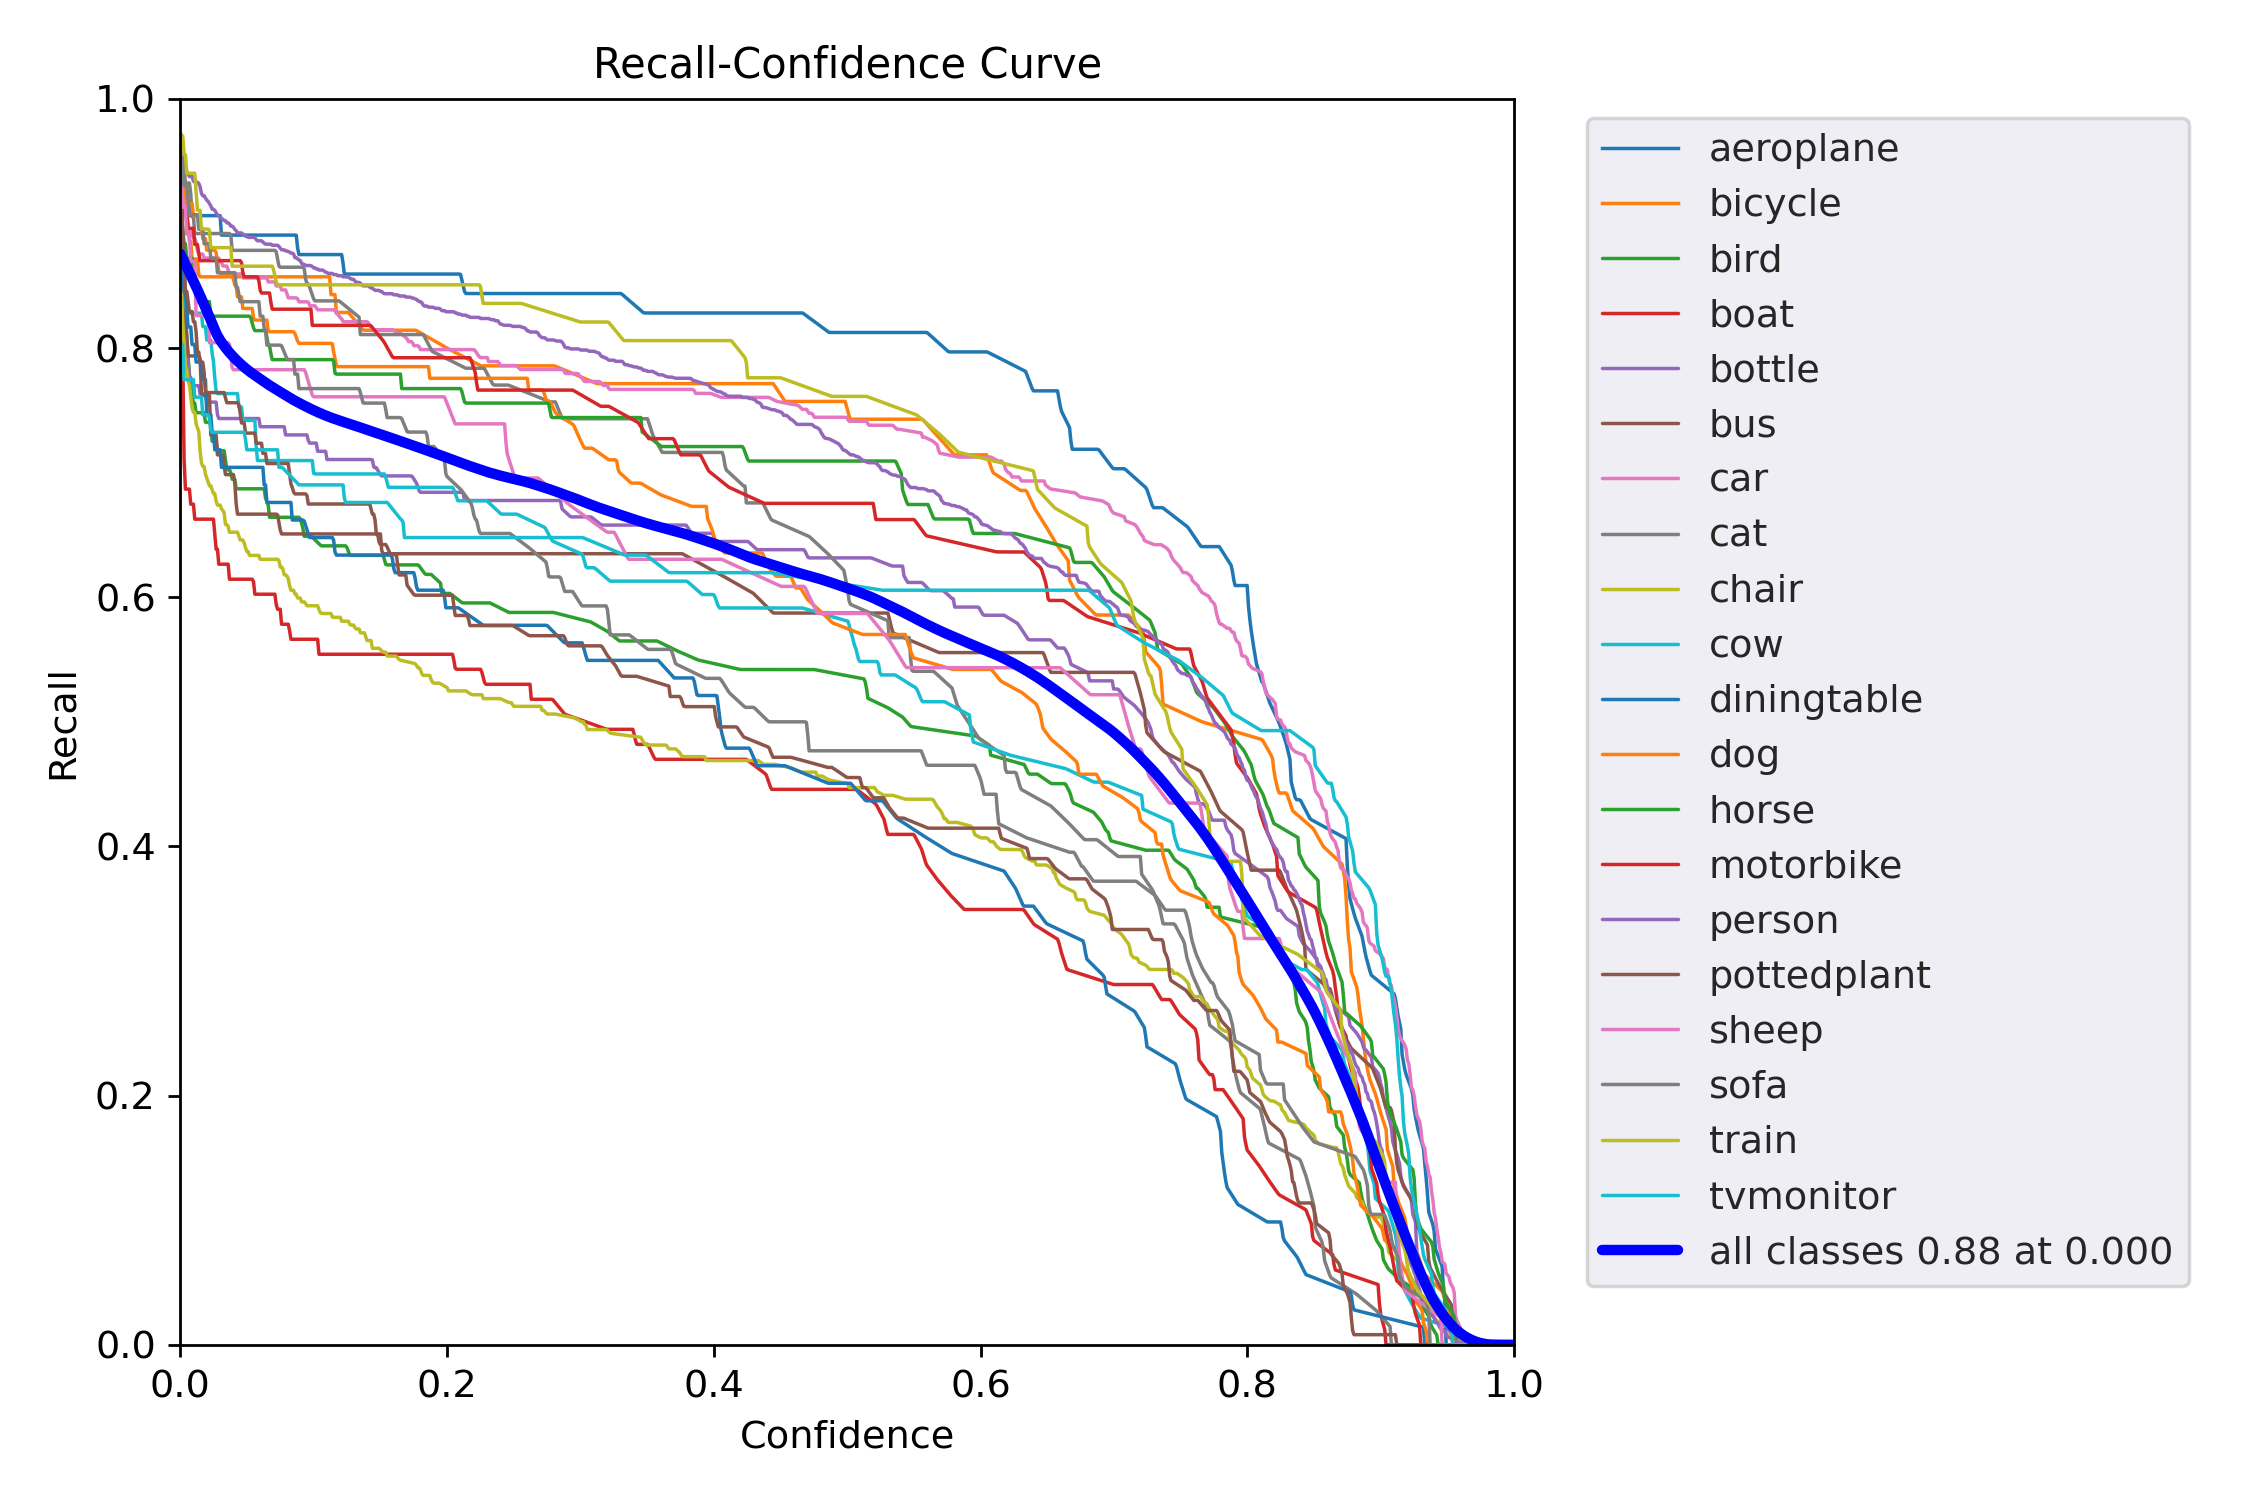 Recall-Confidence Curve
1.0
0.8
0.6
0.4
0.2
0.0
Recall
0.0 0.2 0.4 0.6 0.8 1.0
Confidence
aeroplane
bicycle
bird
boat
bottle
bus
car
cat
chair
cow
diningtable
dog
horse
motorbike
person
pottedplant
sheep
sofa
train
tvmonitor
all classes 0.88 at 0.000